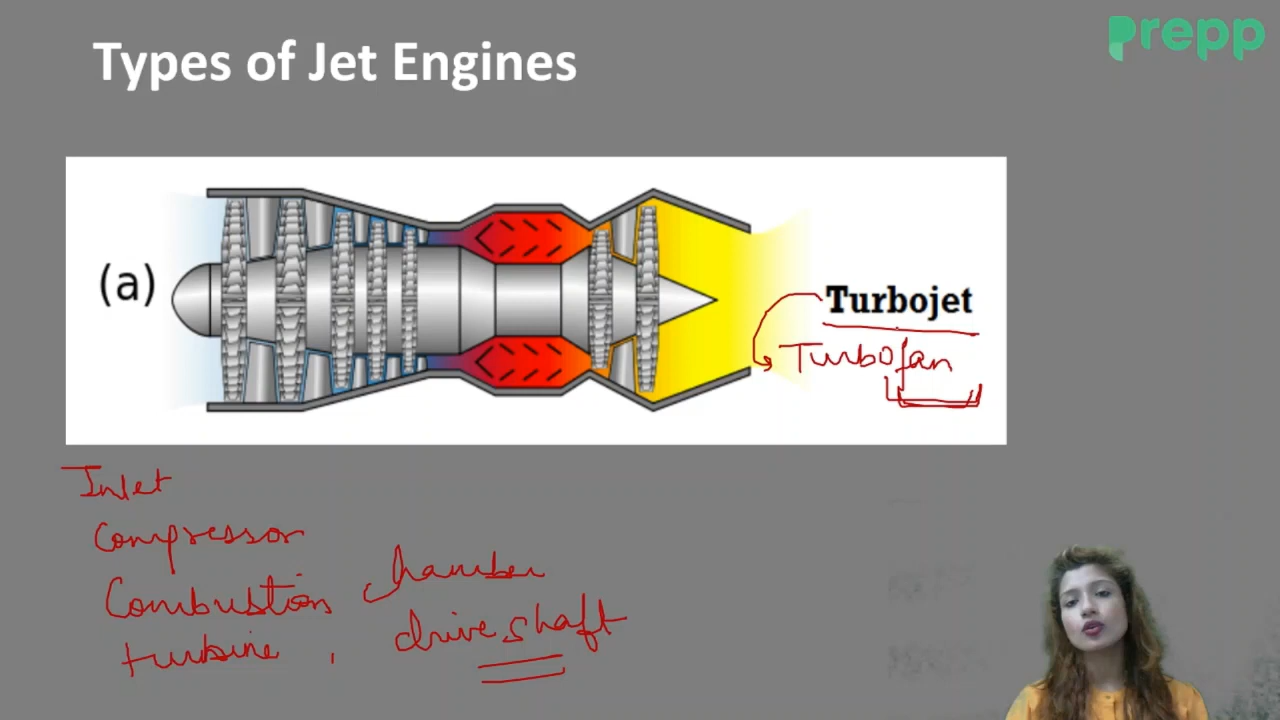 prepp
Types of Jet Engines
(a)
Turbojet
Turbofan
Inlet
Compressor
Combustion chamber
turbine, drive shaft